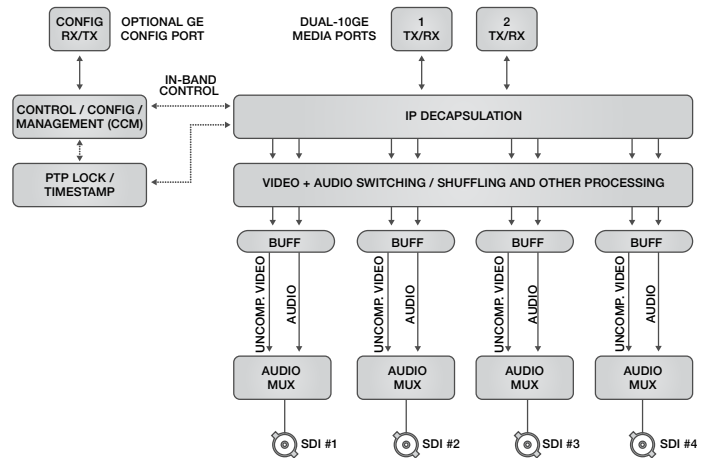 CONFIG
RX/TX
OPTIONAL GE
CONFIG PORT
DUAL-10GE
MEDIA PORTS
1
TX/RX
2
TX/RX
IN-BAND
CONTROL
CONTROL / CONFIG /
MANAGEMENT (CCM)
IP DECAPSULATION
PTP LOCK /
TIMESTAMP
VIDEO + AUDIO SWITCHING / SHUFFLING AND OTHER PROCESSING
BUFF
BUFF
BUFF
BUFF
UNCOMP. VIDEO
AUDIO
UNCOMP. VIDEO
AUDIO
UNCOMP. VIDEO
AUDIO
UNCOMP. VIDEO
AUDIO
AUDIO
MUX
AUDIO
MUX
AUDIO
MUX
AUDIO
MUX
SDI #1
SDI #2
SDI #3
SDI #4